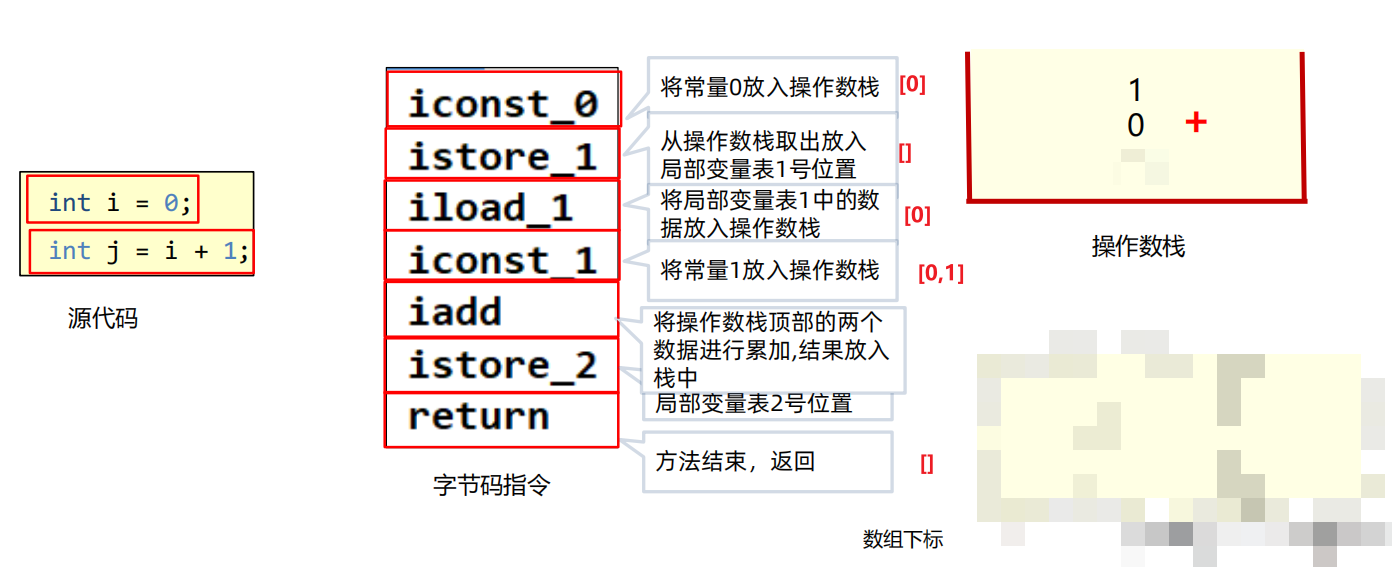 int i = 0;
int j = i + 1;
源代码
iconst_0
istore_1
iload_1
iconst_1
iadd
istore_2
return
字节码指令
将常量0放入操作数栈
[0]
从操作数栈取出放入
局部变量表1号位置
[]
将局部变量表1中的数
据放入操作数栈
[0]
将常量1放入操作数栈
[0,1]
将操作数栈顶部的两个
数据进行累加,结果放入
栈中
局部变量表2号位置
方法结束，返回
[]
1
0
+
操作数栈
数组下标